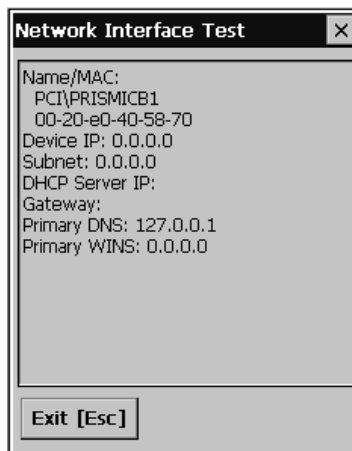 Network Interface Test
Name/MAC:
PCI\PRISMICB1
00-20-e0-40-58-70
Device IP: 0.0.0.0
Subnet: 0.0.0.0
DHCP Server IP:
Gateway:
Primary DNS: 127.0.0.1
Primary WINS: 0.0.0.0
Exit [Esc]